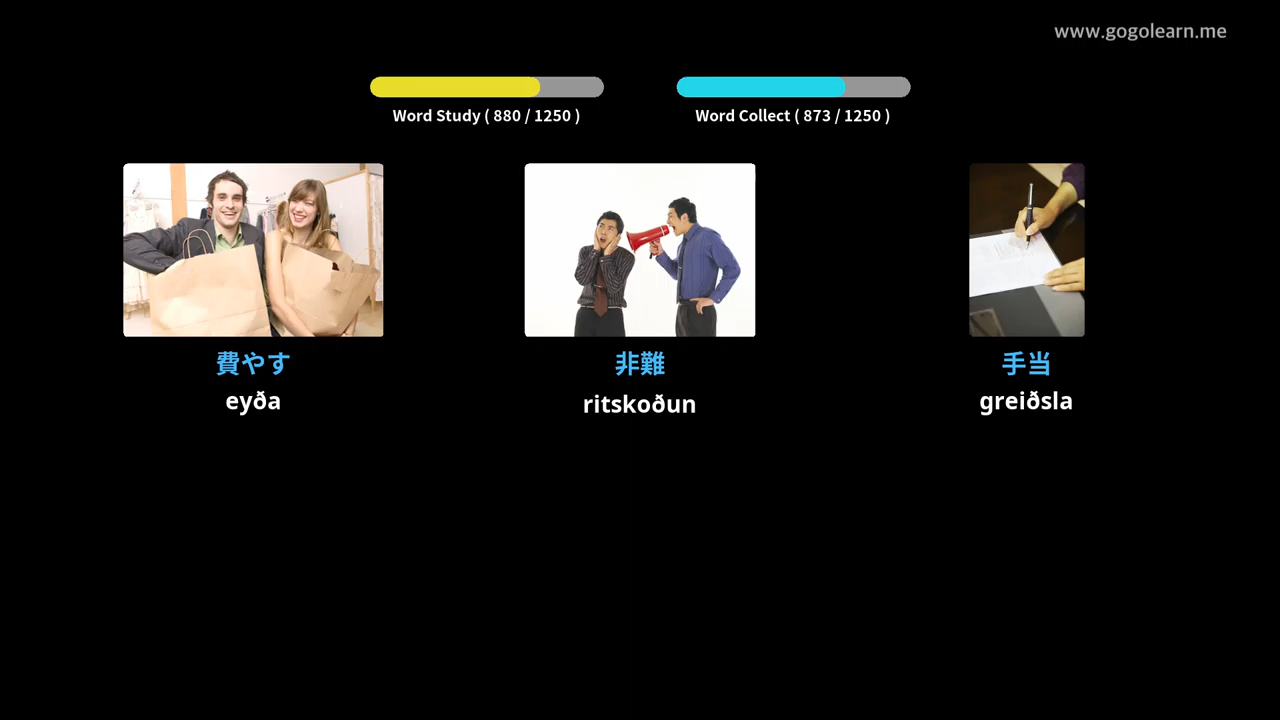 www.gogolearn.me
Word Study ( 880 / 1250 )
Word Collect ( 873 / 1250 )
費やす
eyða
非難
ritskoðun
手当
greiðsla